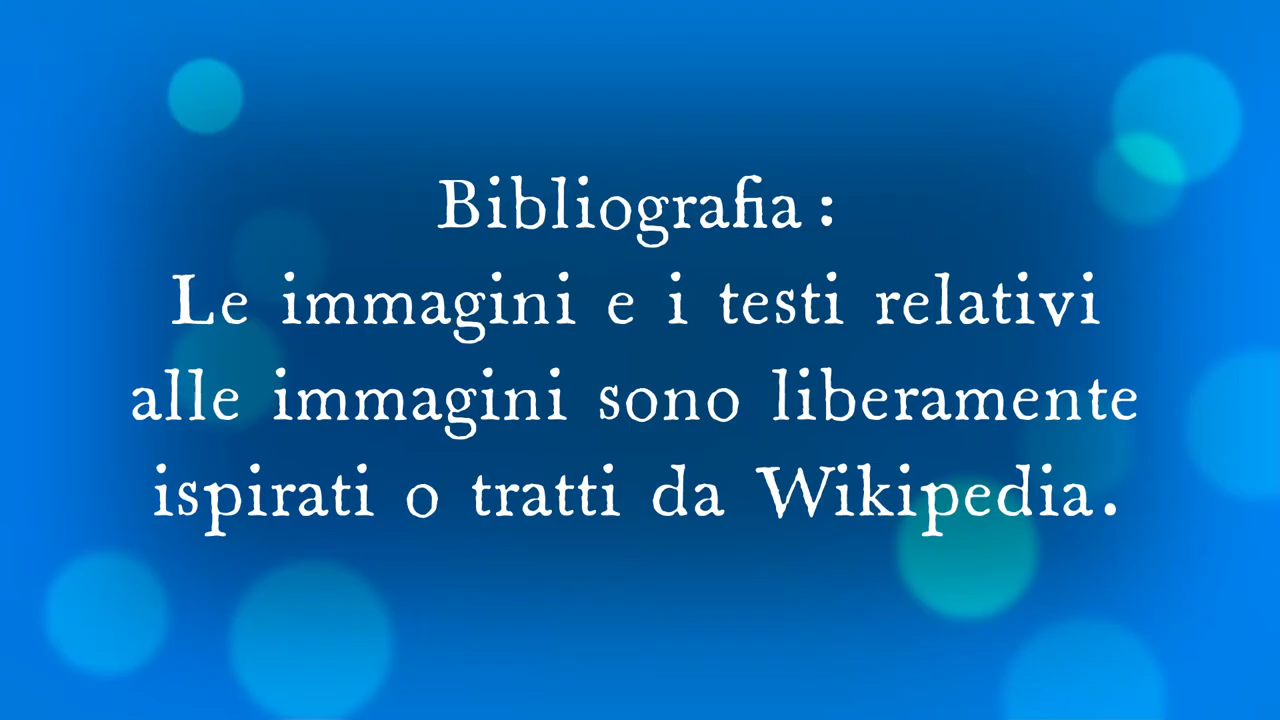 Bibliografia :
Le immagini e i testi relativi
alle immagini sono liberamente
ispirati o tratti da Wikipedia.